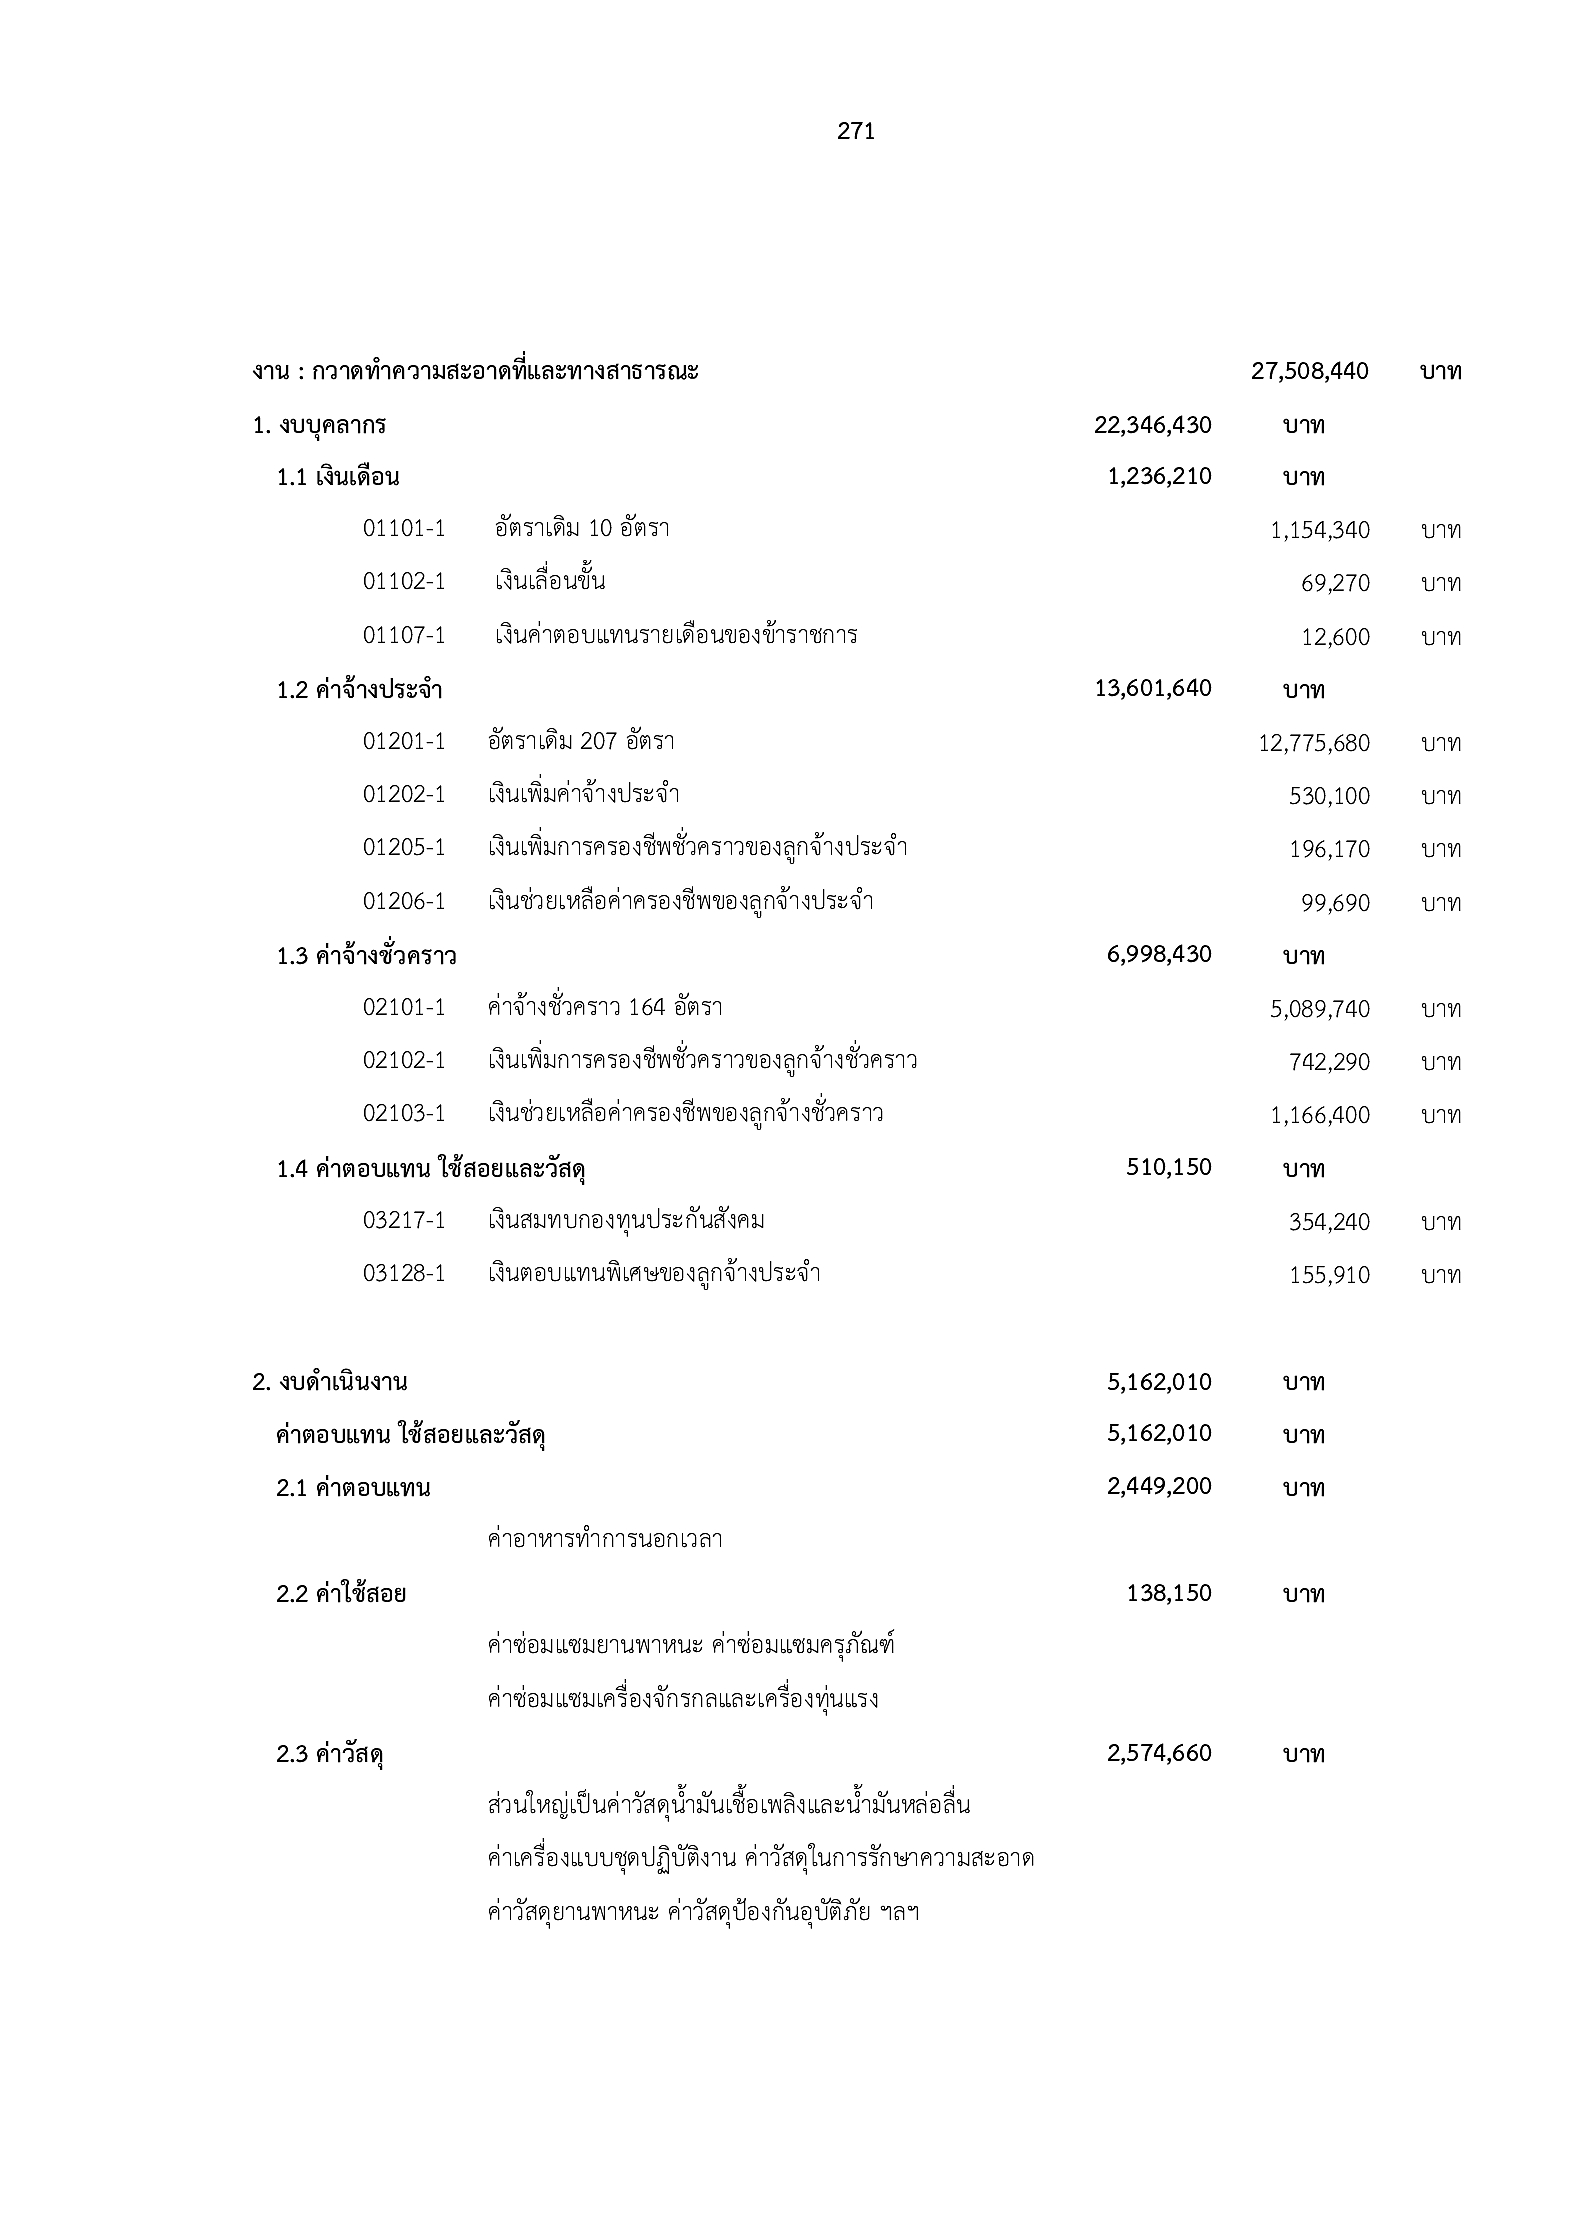 271
งาน : กวาดทำความสะอาดที่และทางสาธารณะ 27,508,440 บาท
1. งบบุคลากร 22,346,430 บาท
1.1 เงินเดือน 1,236,210 บาท
01101-1 อัตราเดิม 10 อัตรา 1,154,340 บาท
01102-1 เงินเลื่อนขั้น 69,270 บาท
01107-1 เงินค่าตอบแทนรายเดือนของข้าราชการ 12,600 บาท
1.2 ค่าจ้างประจำ 13,601,640 บาท
01201-1 อัตราเดิม 207 อัตรา 12,775,680 บาท
01202-1 เงินเพิ่มค่าจ้างประจำ 530,100 บาท
01205-1 เงินเพิ่มการครองชีพชั่วคราวของลูกจ้างประจำ 196,170 บาท
01206-1 เงินช่วยเหลือค่าครองชีพของลูกจ้างประจำ 99,690 บาท
1.3 ค่าจ้างชั่วคราว 6,998,430 บาท
02101-1 ค่าจ้างชั่วคราว 164 อัตรา 5,089,740 บาท
02102-1 เงินเพิ่มการครองชีพชั่วคราวของลูกจ้างชั่วคราว 742,290 บาท
02103-1 เงินช่วยเหลือค่าครองชีพของลูกจ้างชั่วคราว 1,166,400 บาท
1.4 ค่าตอบแทน ใช้สอยและวัสดุ 510,150 บาท
03217-1 เงินสมทบกองทุนประกันสังคม 354,240 บาท
03128-1 เงินตอบแทนพิเศษของลูกจ้างประจำ 155,910 บาท
2. งบดำเนินงาน 5,162,010 บาท
ค่าตอบแทน ใช้สอยและวัสดุ 5,162,010 บาท
2.1 ค่าตอบแทน 2,449,200 บาท
ค่าอาหารทำการนอกเวลา
2.2 ค่าใช้สอย 138,150 บาท
ค่าซ่อมแซมยานพาหนะ ค่าซ่อมแซมครุภัณฑ์
ค่าซ่อมแซมเครื่องจักรกลและเครื่องทุ่นแรง
2.3 ค่าวัสดุ 2,574,660 บาท
ส่วนใหญ่เป็นค่าวัสดุน้ำมันเชื้อเพลิงและน้ำมันหล่อลื่น
ค่าเครื่องแบบชุดปฏิบัติงาน ค่าวัสดุในการรักษาความสะอาด
ค่าวัสดุยานพาหนะ ค่าวัสดุป้องกันอุบัติภัย ฯลฯ